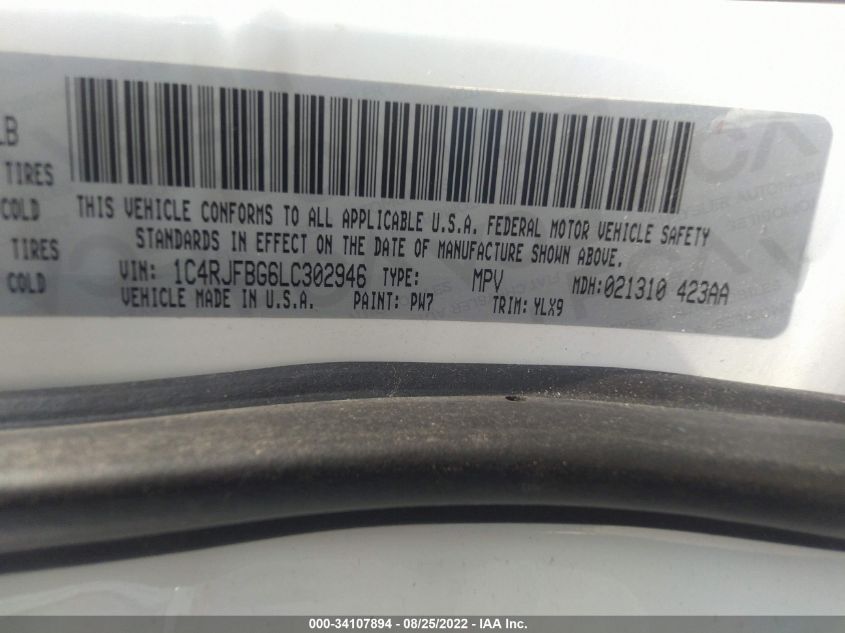 LB
TIRES
COLD
TIRES
COLD
THIS VEHICLE CONFORMS TO ALL APPLICABLE U.S.A. FEDERAL MOTOR VEHICLE SAFETY
STANDARDS IN EFFECT ON THE DATE OF MANUFACTURE SHOWN ABOVE.
VIN: 1C4RJFBG6LC302946 TYPE: MPV MDH:021310 423AA
VEHICLE MADE IN U.S.A. PAINT: PW7 TRIM: YLX9
000-34107894 - 08/25/2022 - IAA Inc.